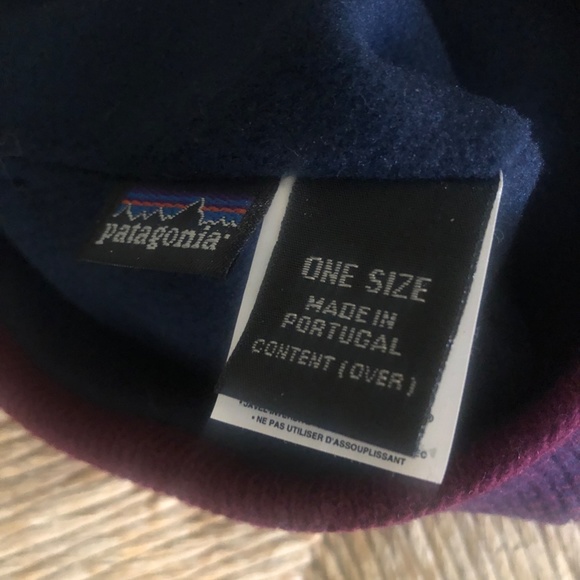 patagonia®
ONE SIZE
MADE IN
PORTUGAL
CONTENT (OVER)
• NE PAS UTILISER D'ASSOUPLISSANT